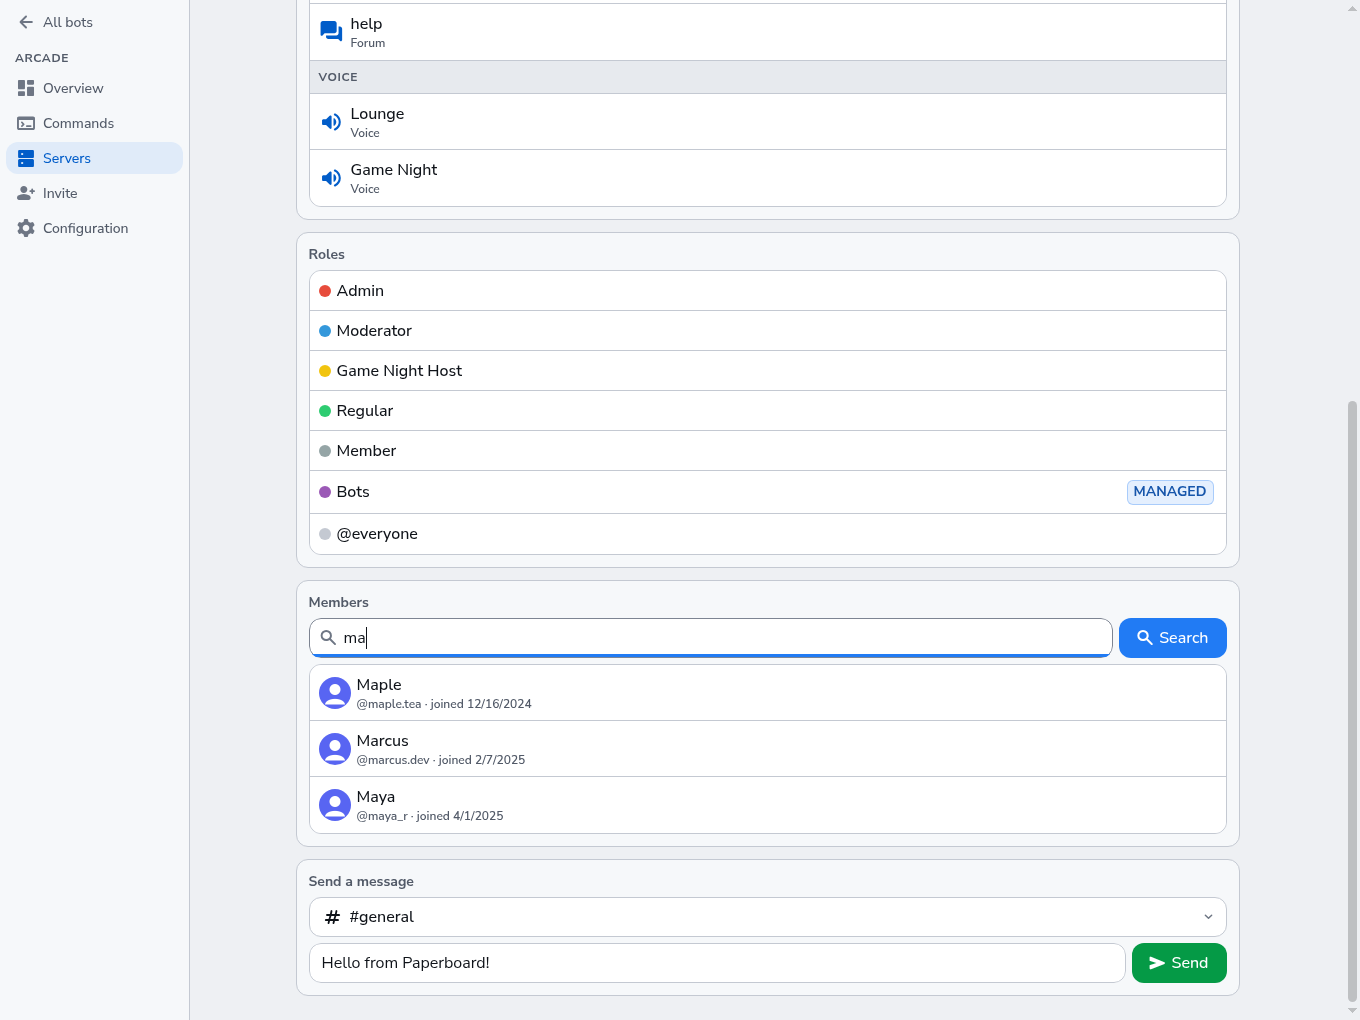 All bots
ARCADE
Overview
Commands
Servers
Invite
Configuration
help
Forum
VOICE
Lounge
Voice
Game Night
Voice
Roles
Admin
Moderator
Game Night Host
Regular
Member
Bots
MANAGED
@everyone
Members
ma
Search
Maple
@maple.tea · joined 12/16/2024
Marcus
@marcus.dev · joined 2/7/2025
Maya
@maya_r · joined 4/1/2025
Send a message
#general
Hello from Paperboard!
Send